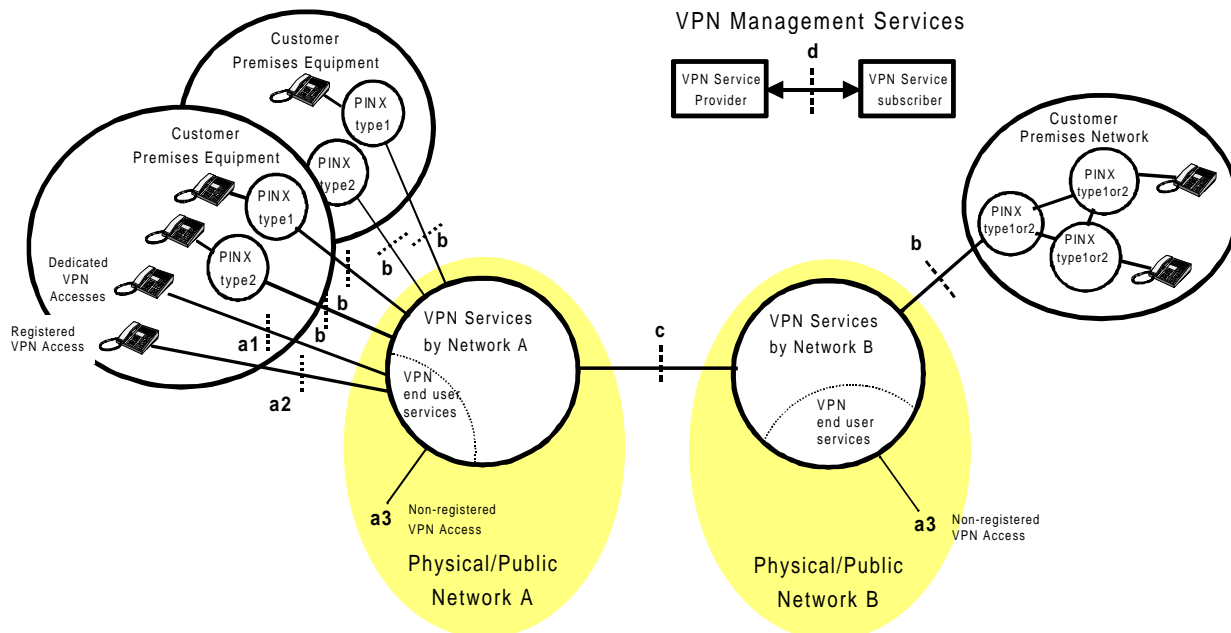 VPN Management Services
d
VPN Service
Provider
VPN Service
subscriber
Customer
Premises Equipment
PINX
type1
PINX
type2
Customer
Premises Equipment
PINX
type1
PINX
type2
Dedicated
VPN
Accesses
Registered
VPN Access
a1
a2
b
b
b
b
VPN Services
by Network A
VPN
end user
services
a3
Non-registered
VPN Access
Physical/Public
Network A
c
VPN Services
by Network B
VPN
end user
services
a3
Non-registered
VPN Access
Physical/Public
Network B
b
Customer
Premises Network
PINX
type1or2
PINX
type1or2
PINX
type1or2